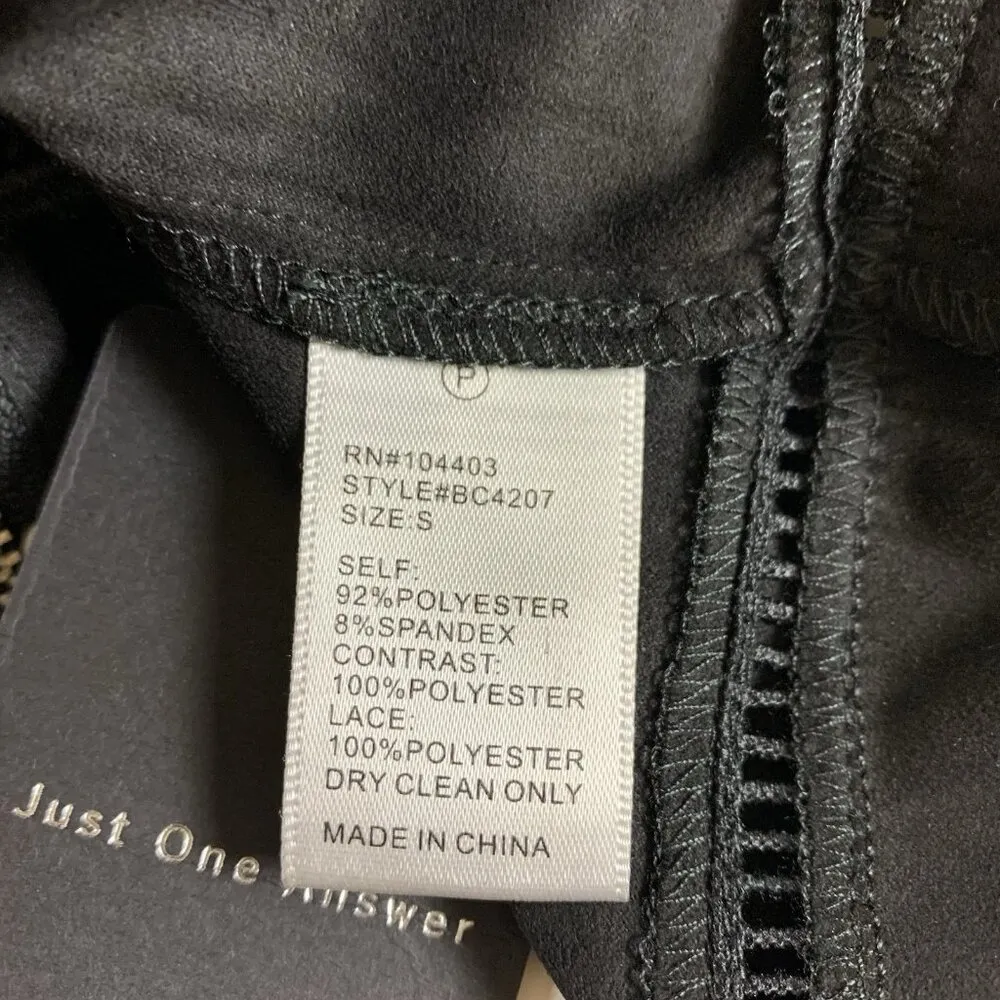 P
RN#104403
STYLE#BC4207
SIZE:S
SELF:
92%POLYESTER
8%SPANDEX
CONTRAST:
100%POLYESTER
LACE:
100%POLYESTER
DRY CLEAN ONLY
MADE IN CHINA
Just One Answer